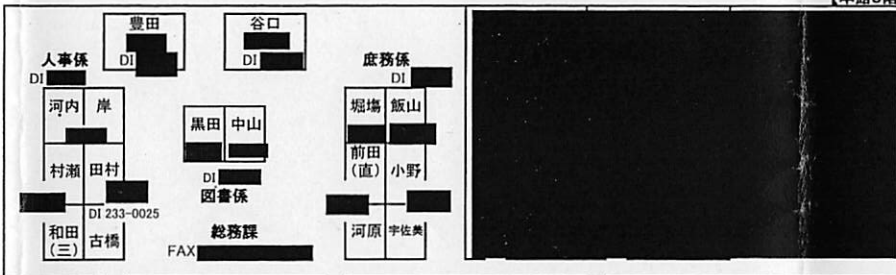 豊田
谷口
DI
DI
人事係
DI
庶務係
DI
河内 岸
黒田 中山
堀塲 飯山
村瀬 田村
前田
(直) 小野
DI
図書係
DI 233-0025
和田
(三) 古橋
総務課
FAX
河原 宇佐美